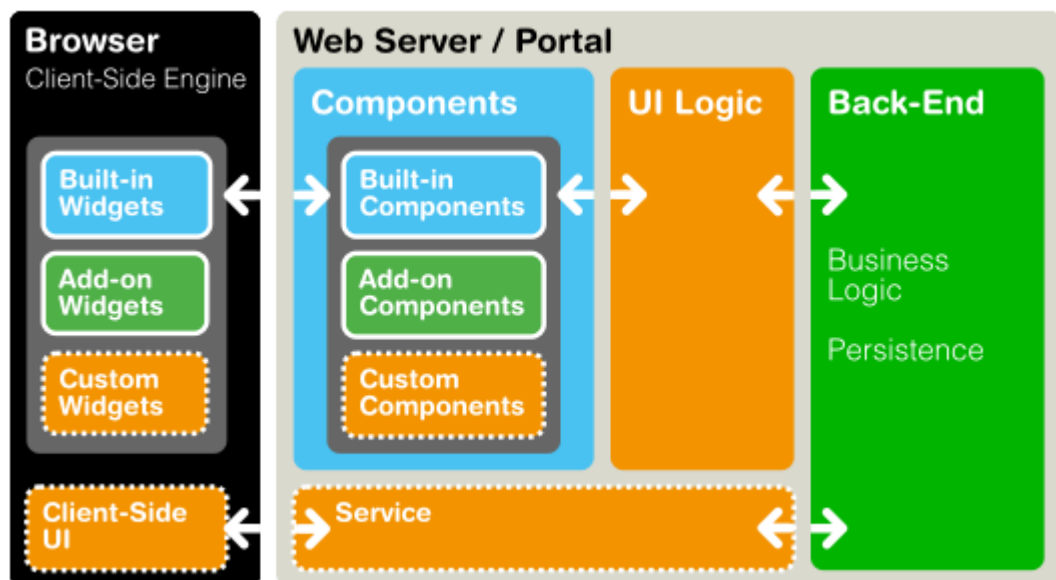 Browser
Client-Side Engine
Built-in
Widgets
Add-on
Widgets
Custom
Widgets
Client-Side
UI
Web Server / Portal
Components
Built-in
Components
Add-on
Components
Custom
Components
UI Logic
Service
Back-End
Business
Logic
Persistence